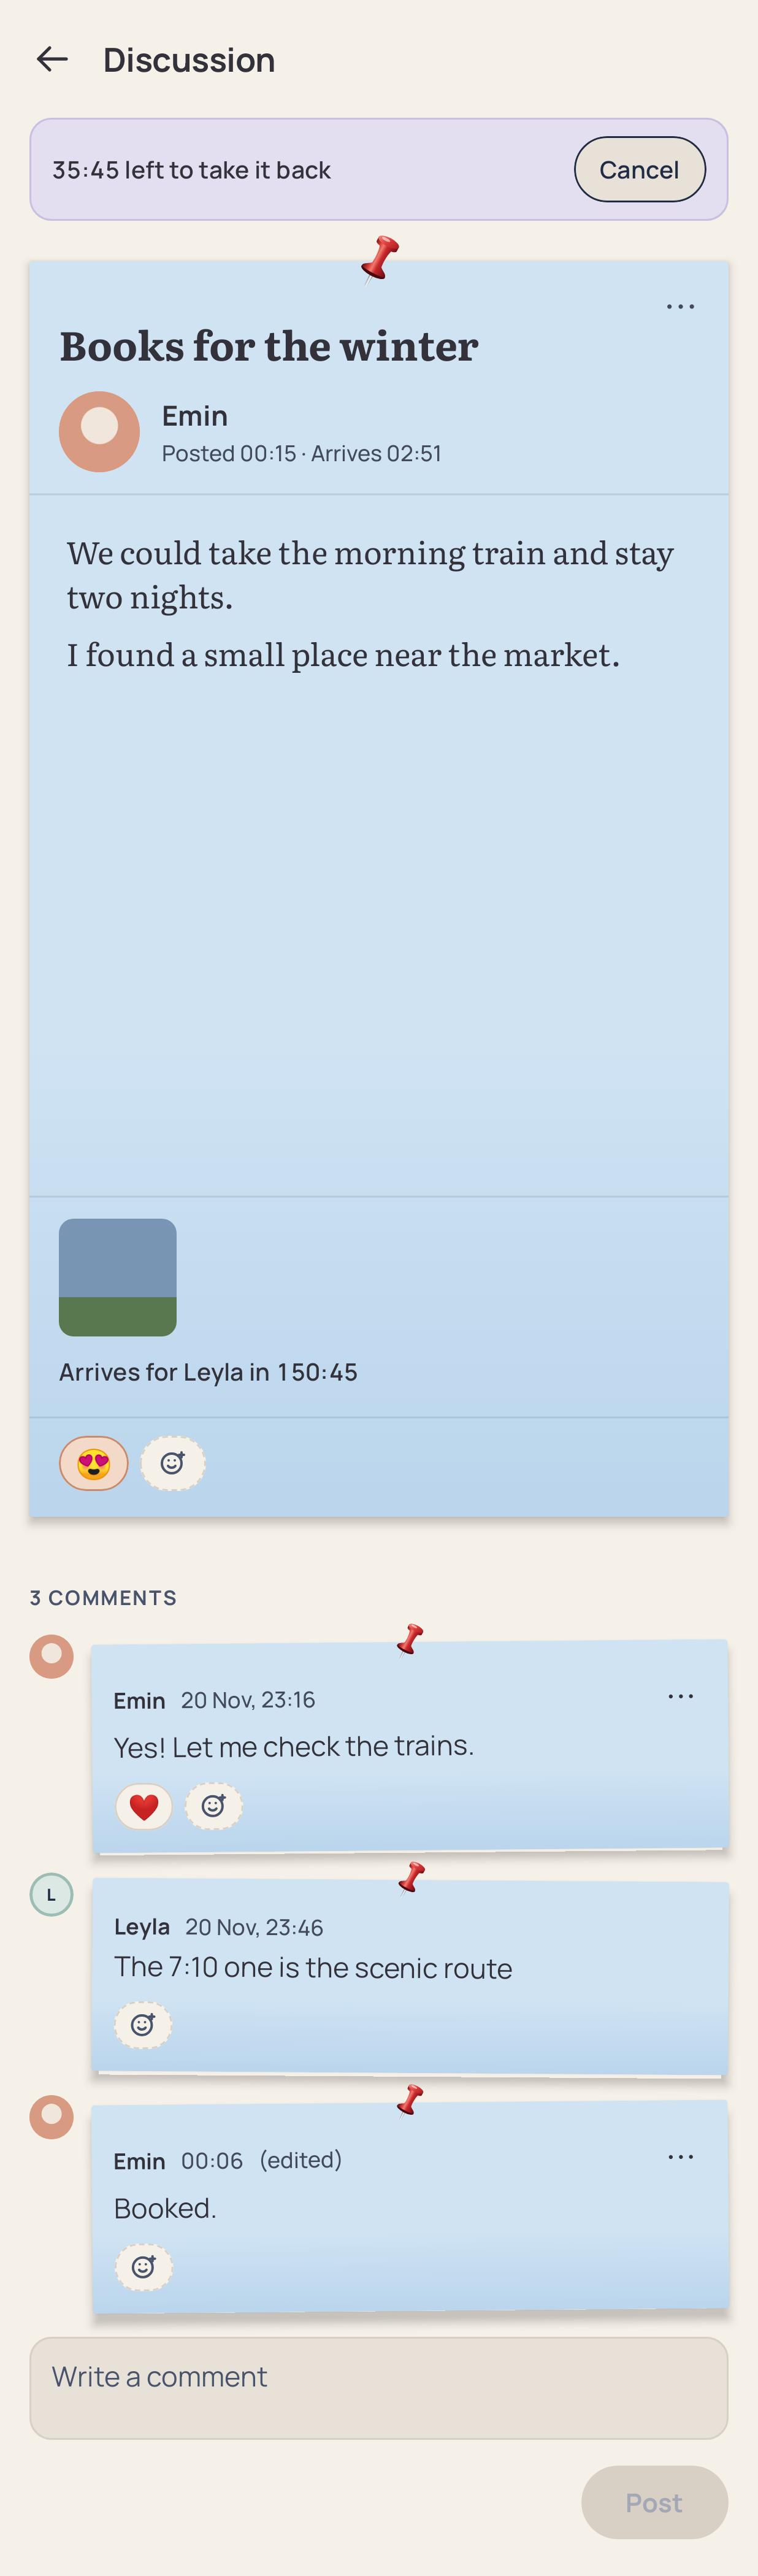 Discussion
35:45 left to take it back
Cancel
Books for the winter
Emin
Posted 00:15 · Arrives 02:51
We could take the morning train and stay
two nights.
I found a small place near the market.
Arrives for Leyla in 150:45
3 COMMENTS
Emin 20 Nov, 23:16
Yes! Let me check the trains.
L
Leyla 20 Nov, 23:46
The 7:10 one is the scenic route
Emin 00:06 (edited)
Booked.
Write a comment
Post